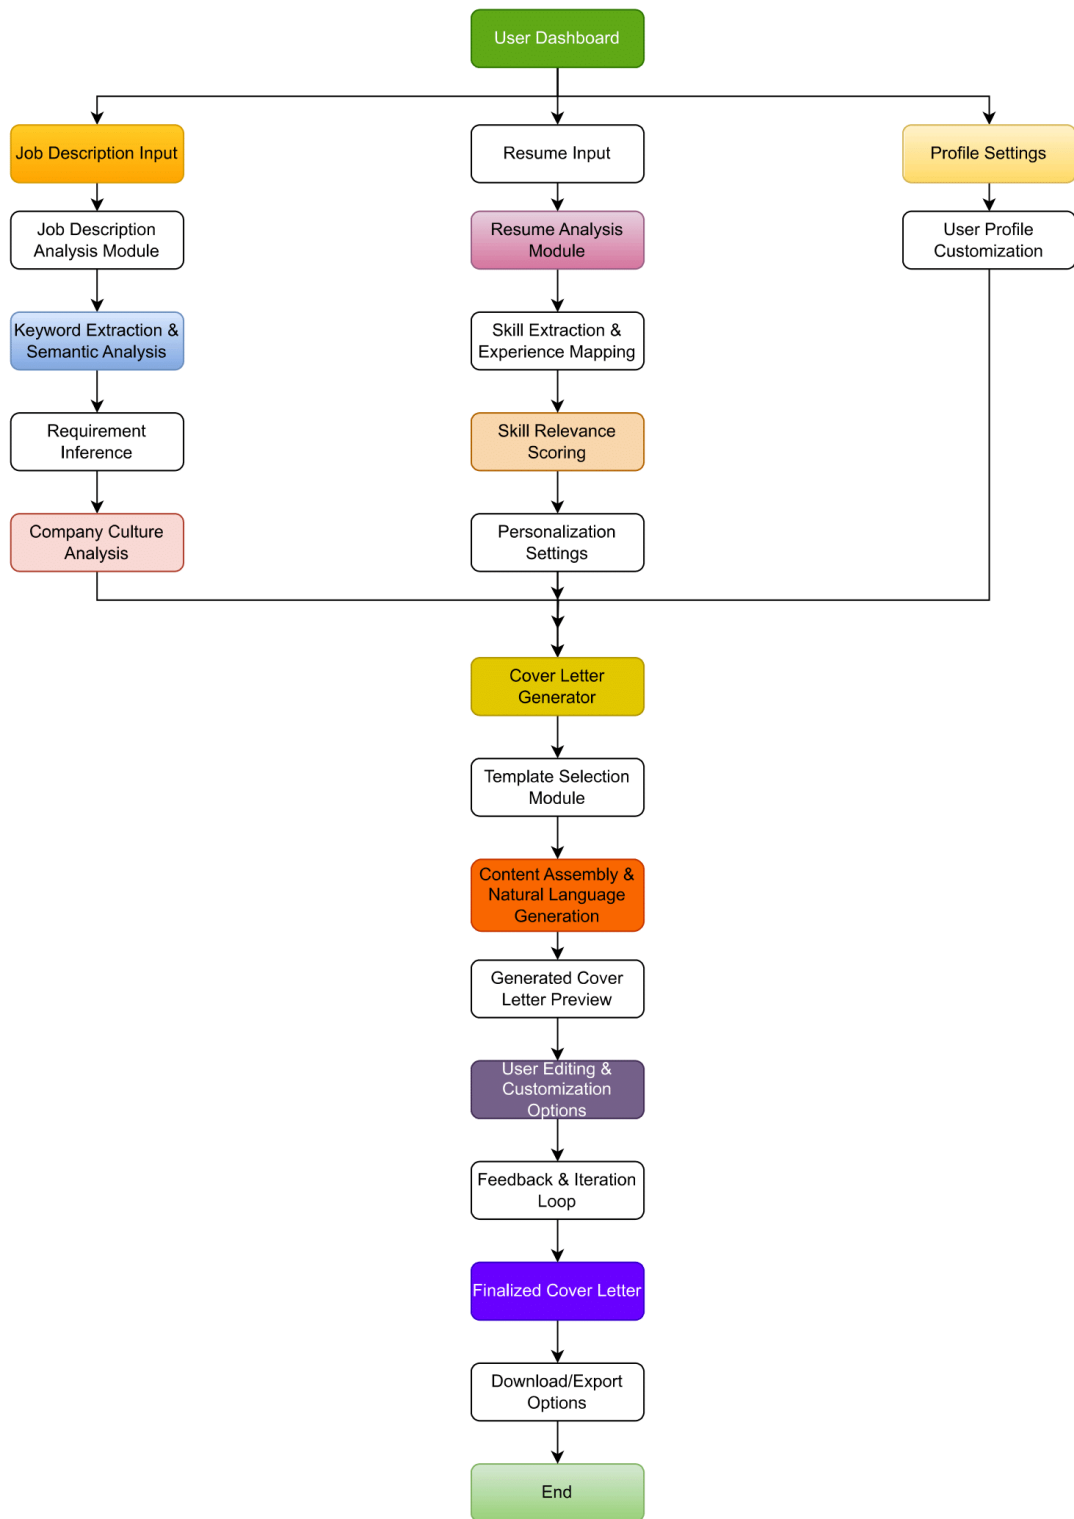 User Dashboard
Job Description Input
Resume Input
Profile Settings
Job Description
Analysis Module
Resume Analysis
Module
User Profile
Customization
Keyword Extraction &
Semantic Analysis
Skill Extraction &
Experience Mapping
Requirement
Inference
Skill Relevance
Scoring
Company Culture
Analysis
Personalization
Settings
Cover Letter
Generator
Template Selection
Module
Content Assembly &
Natural Language
Generation
Generated Cover
Letter Preview
User Editing &
Customization
Options
Feedback & Iteration
Loop
Finalized Cover Letter
Download/Export
Options
End